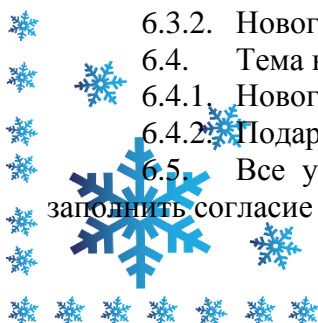 6.3.2. Новог
6.4. Тема
6.4.1. Новог
6.4.2. Подар
6.5. Все у
заполнить согласие